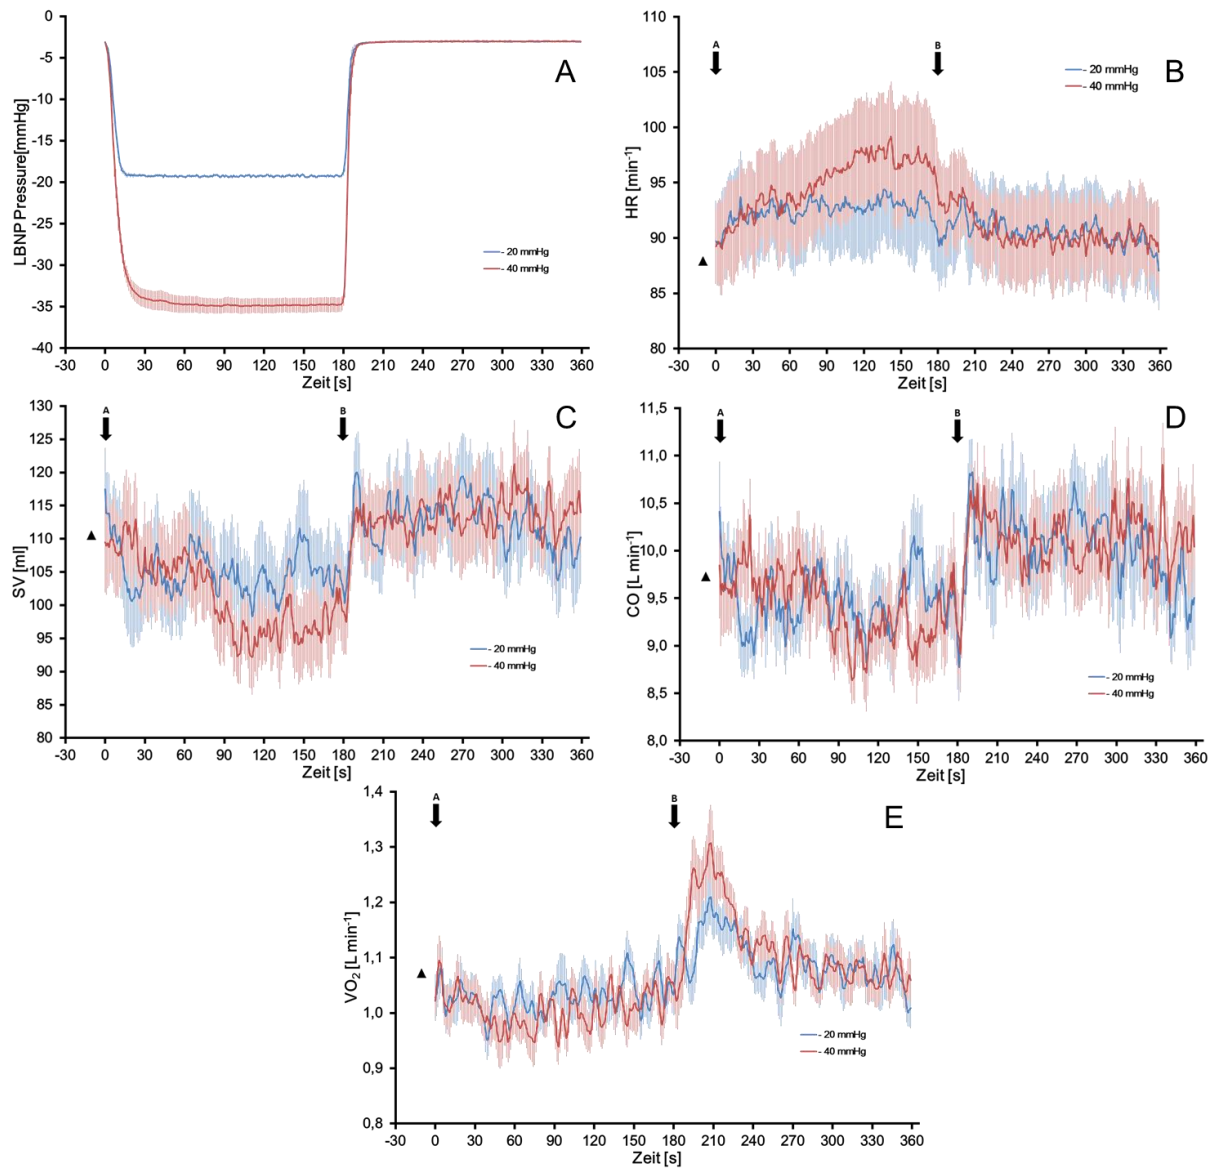 A
LBNP Pressure[mmHg]
0
-5
-10
-15
-20
-25
-30
-35
-40
- 20 mmHg
- 40 mmHg
-30 0 30 60 90 120 150 180 210 240 270 300 330 360
Zeit [s]
B
HR [min-1]
110
105
100
95
90
85
80
A
B
- 20 mmHg
- 40 mmHg
-30 0 30 60 90 120 150 180 210 240 270 300 330 360
Zeit [s]
C
SV [ml]
130
125
120
115
110
105
100
95
90
85
80
A
B
- 20 mmHg
- 40 mmHg
-30 0 30 60 90 120 150 180 210 240 270 300 330 360
Zeit [s]
D
CO [L min-1]
11,5
11,0
10,5
10,0
9,5
9,0
8,5
8,0
A
B
- 20 mmHg
- 40 mmHg
-30 0 30 60 90 120 150 180 210 240 270 300 330 360
Zeit [s]
E
VO2 [L min-1]
1,4
1,3
1,2
1,1
1,0
0,9
0,8
A
B
- 20 mmHg
- 40 mmHg
-30 0 30 60 90 120 150 180 210 240 270 300 330 360
Zeit [s]